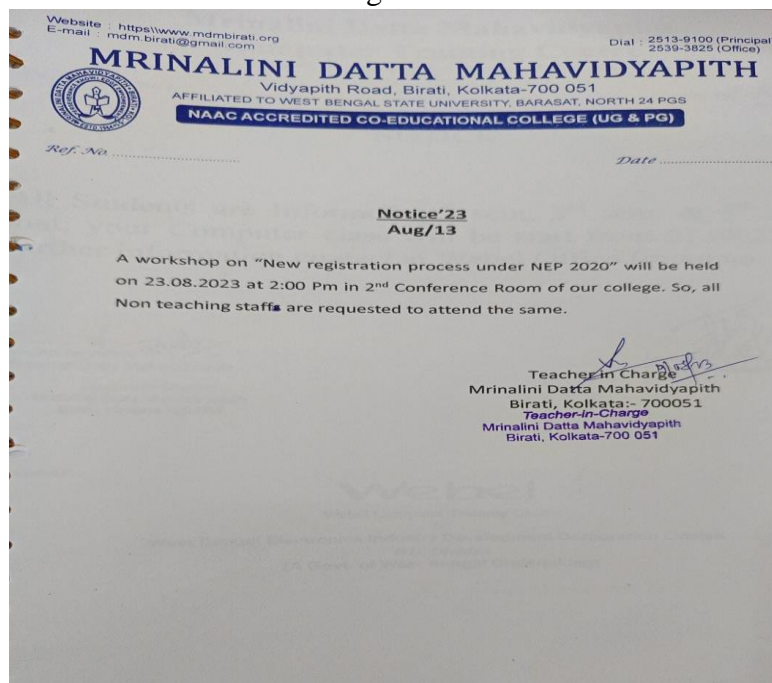 Website : https\\www.mdmbirati.org
E-mail : mdm.birati@gmail.com
Dial : 2513-9100 (Principal
2539-3825 (Office)
MRINALINI DATTA MAHAVIDYAPITH
Vidyapith Road, Birati, Kolkata-700 051
AFFILIATED TO WEST BENGAL STATE UNIVERSITY, BARASAT, NORTH 24 PGS
NAAC ACCREDITED CO-EDUCATIONAL COLLEGE (UG & PG)
Ref. No
Date
Notice'23
Aug/13
A workshop on "New registration process under NEP 2020" will be held
on 23.08.2023 at 2:00 Pm in 2nd Conference Room of our college. So, all
Non teaching staffs are requested to attend the same.
Teacher in Charge
Mrinalini Datta Mahavidyapith
Birati, Kolkata:- 700051
Teacher-in-Charge
Mrinalini Datta Mahavidyapith
Birati, Kolkata-700 051